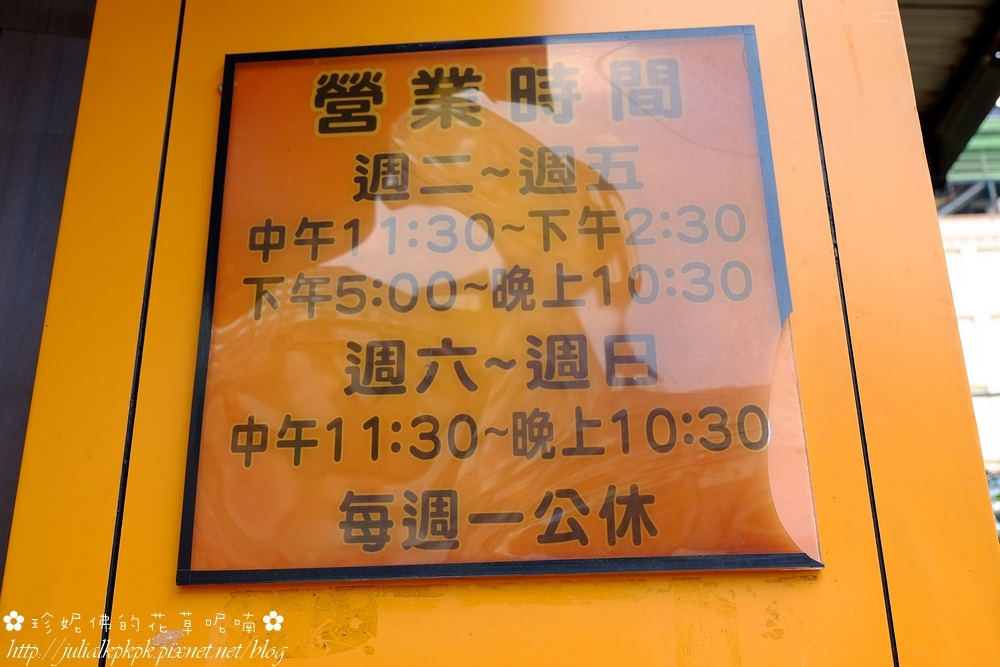 營業時間
週二~週五
中午11:30~下午2:30
下午5:00~晚上10:30
週六~週日
中午11:30~晚上10:30
每週一公休
✿珍妮佛的花草呢喃✿
http://julialkpkpk.pixnet.net/blog